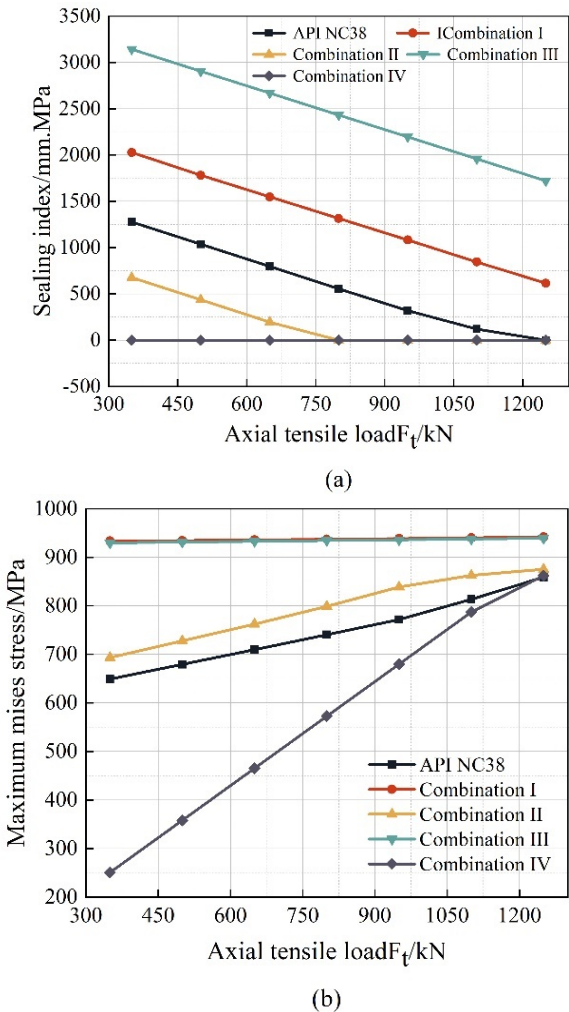 API NC38 ICombination I
Combination II Combination III
Combination IV
3500
3000
2500
2000
1500
1000
500
0
-500
Sealing index/mm.MPa
300 450 600 750 900 1050 1200
Axial tensile loadFt/kN
(a)
1000
900
800
700
600
500
400
300
200
Maximum mises stress/MPa
API NC38
Combination I
Combination II
Combination III
Combination IV
300 450 600 750 900 1050 1200
Axial tensile loadFt/kN
(b)